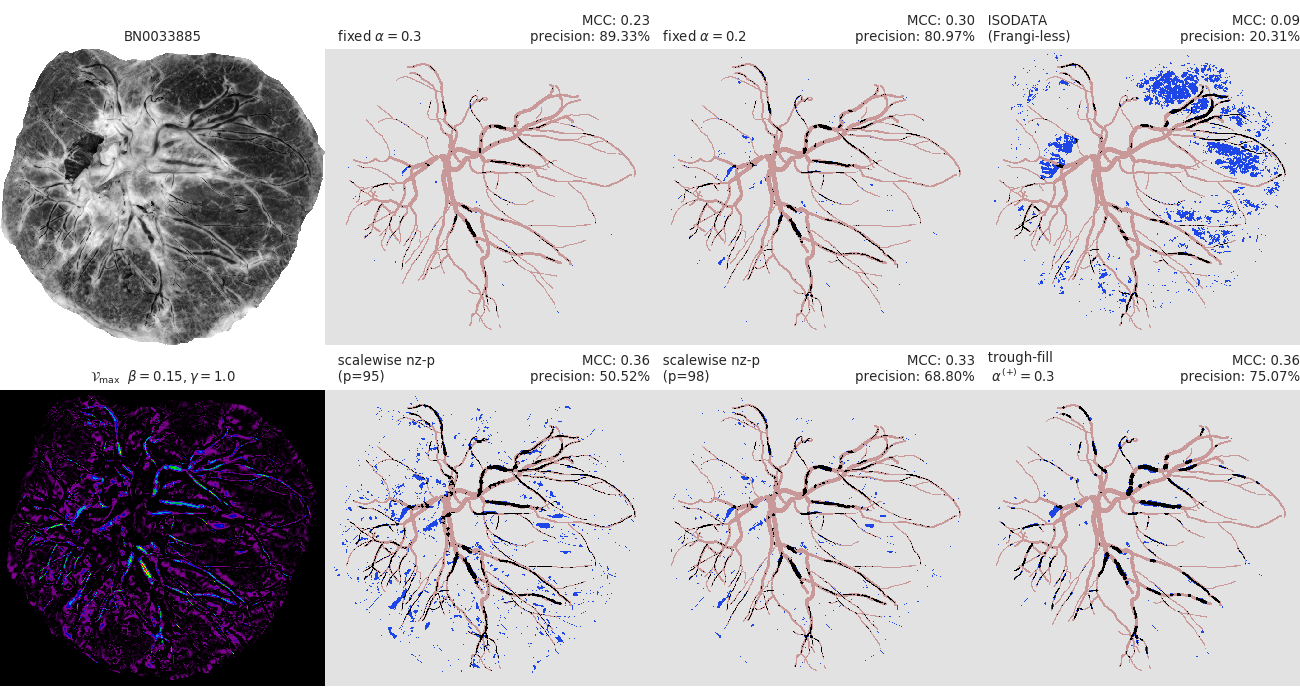 BN0033885
fixed α = 0.3
MCC: 0.23
precision: 89.33%
fixed α = 0.2
MCC: 0.30
precision: 80.97%
ISODATA
(Frangi-less)
MCC: 0.09
precision: 20.31%
𝒱max β = 0.15, γ = 1.0
scalewise nz-p
(p=95)
MCC: 0.36
precision: 50.52%
scalewise nz-p
(p=98)
MCC: 0.33
precision: 68.80%
trough-fill
α(+) = 0.3
MCC: 0.36
precision: 75.07%